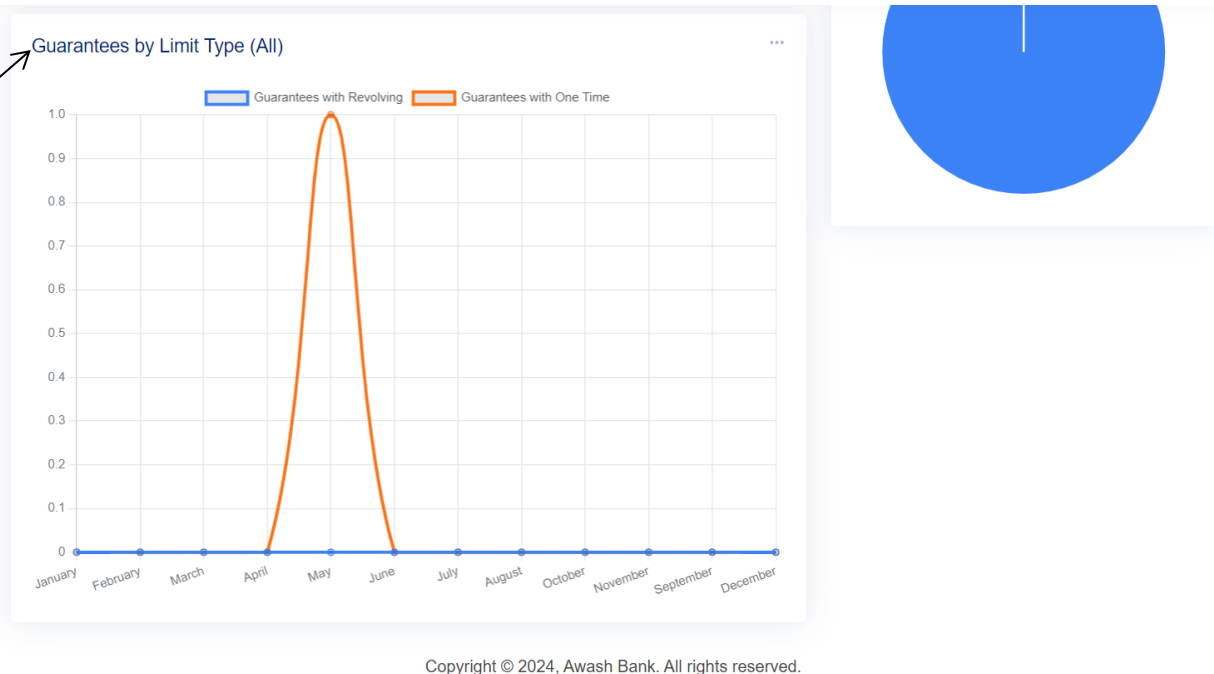 Guarantees by Limit Type (All)
Guarantees with Revolving Guarantees with One Time
1.0
0.9
0.8
0.7
0.6
0.5
0.4
0.3
0.2
0.1
0
January February March April May June July August October November September December
Copyright © 2024, Awash Bank. All rights reserved.